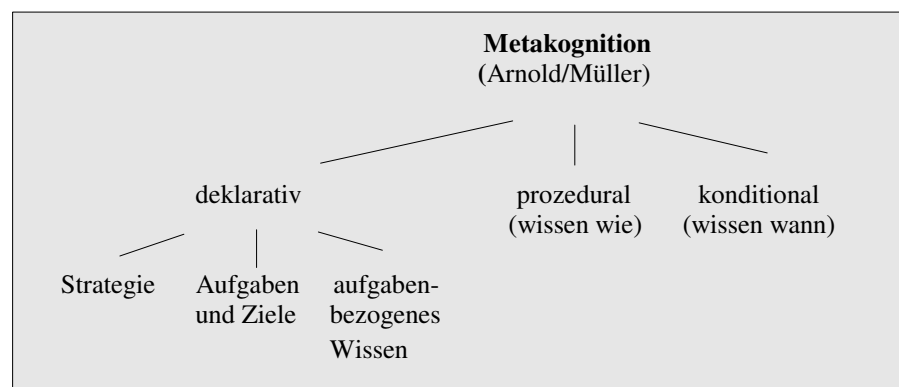 Metakognition
(Arnold/Müller)
deklarativ
prozedural
(wissen wie)
konditional
(wissen wann)
Strategie
Aufgaben
und Ziele
aufgaben-
bezogenes
Wissen